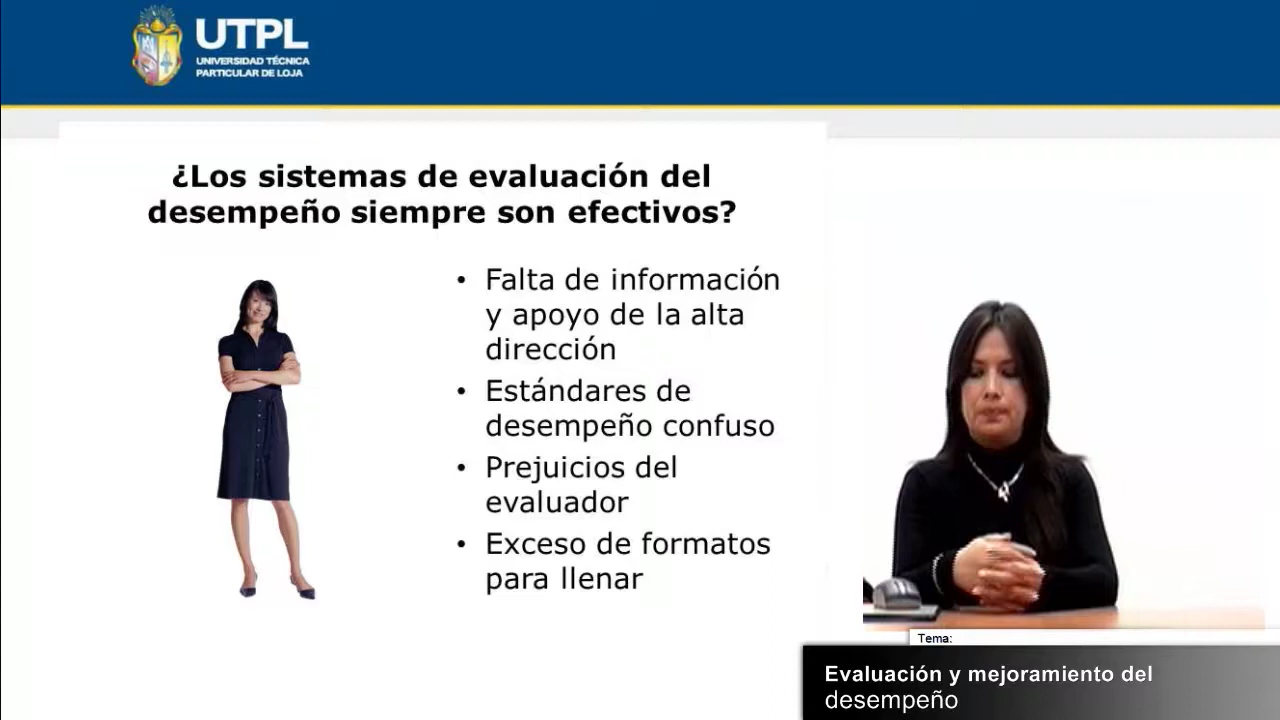 UTPL
UNIVERSIDAD TÉCNICA
PARTICULAR DE LOJA
¿Los sistemas de evaluación del
desempeño siempre son efectivos?
• Falta de información
y apoyo de la alta
dirección
• Estándares de
desempeño confuso
• Prejuicios del
evaluador
• Exceso de formatos
para llenar
Tema:
Evaluación y mejoramiento del
desempeño